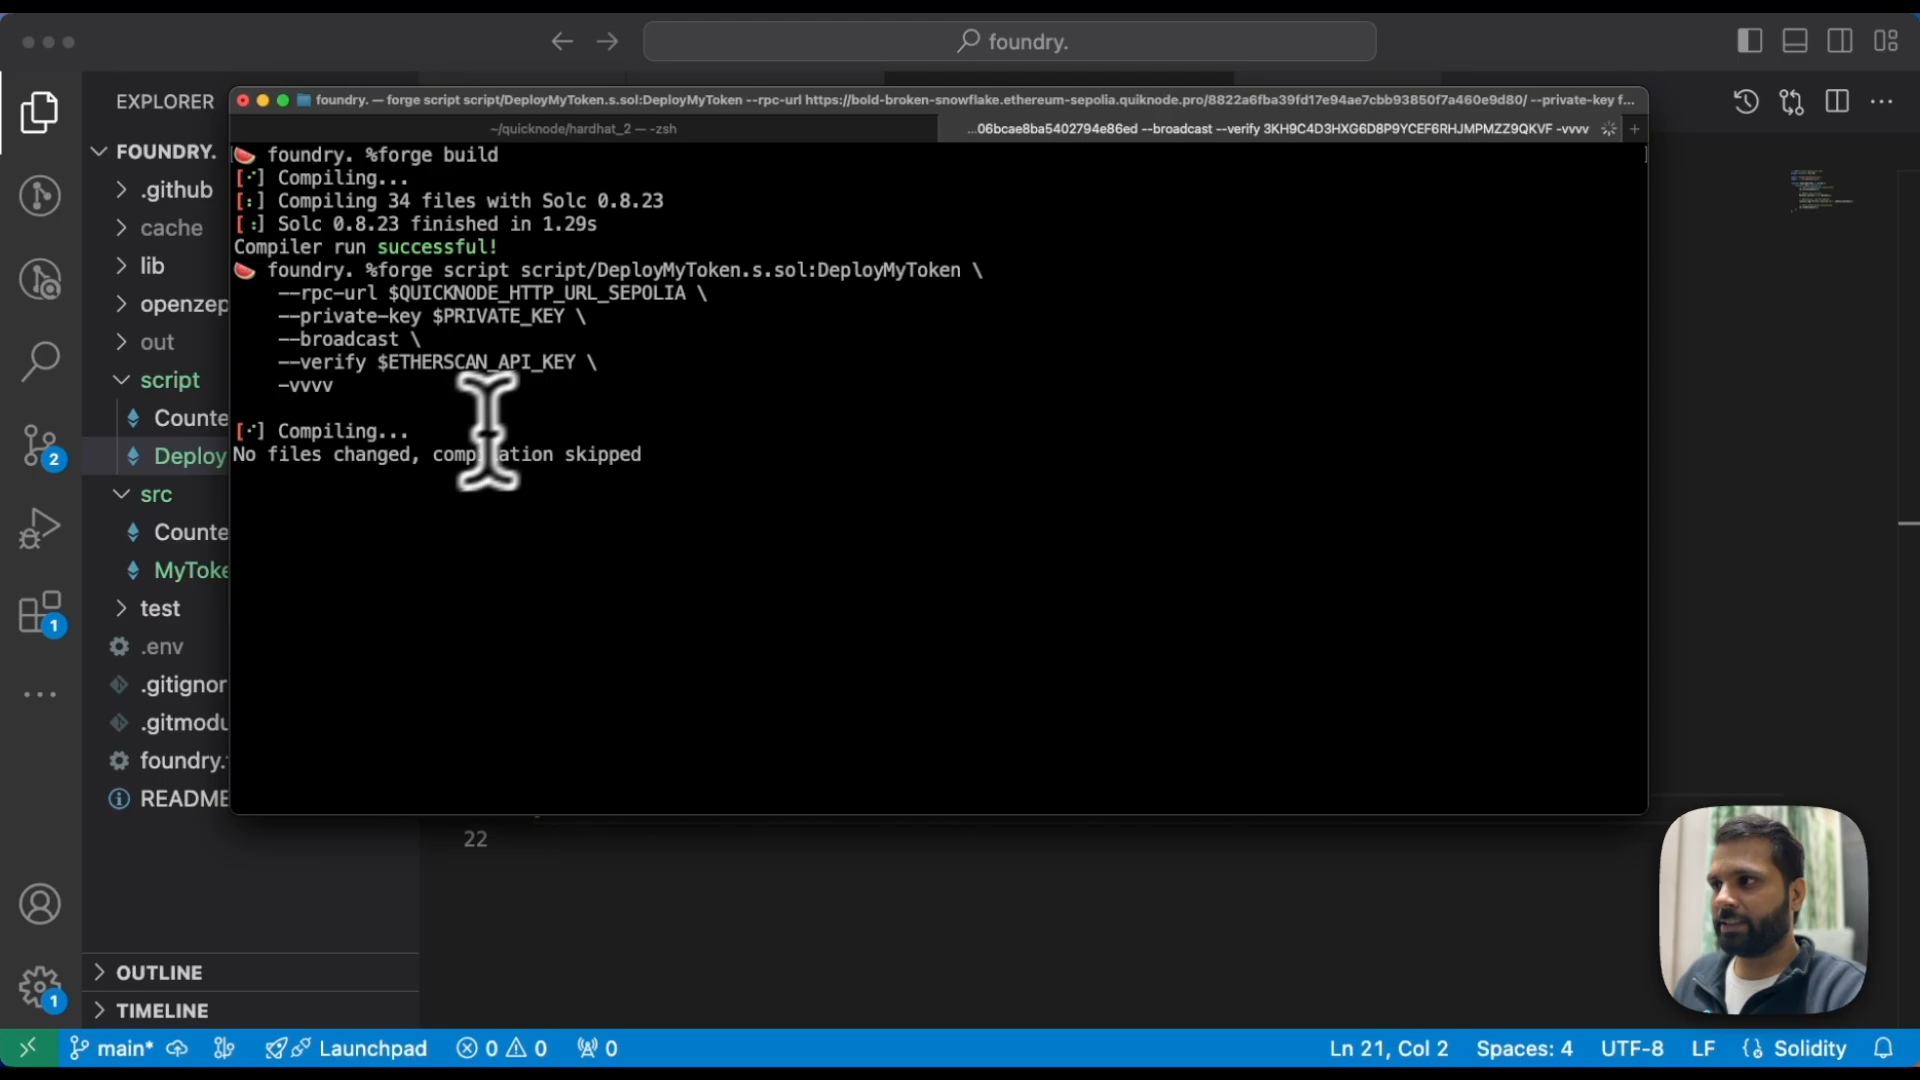 foundry.
EXPLORER
foundry. — forge script script/DeployMyToken.s.sol:DeployMyToken --rpc-url https://bold-broken-snowflake.ethereum-sepolia.quiknode.pro/8822a6fba39fd17e94ae7cbb93850f7a460e9d80/ --private-key f...
~/quicknode/hardhat_2 — -zsh
...06bcae8ba5402794e86ed --broadcast --verify 3KH9C4D3HXG6D8P9YCEF6RHJMPMZZ9QKVF -vvvv
FOUNDRY.
.github
cache
lib
openzep
out
script
Counte
Deploy
src
Counte
MyToke
test
.env
.gitignor
.gitmodu
foundry.
README
foundry. %forge build
[⠊] Compiling...
[⠆] Compiling 34 files with Solc 0.8.23
[⠰] Solc 0.8.23 finished in 1.29s
Compiler run successful!
foundry. %forge script script/DeployMyToken.s.sol:DeployMyToken \
--rpc-url $QUICKNODE_HTTP_URL_SEPOLIA \
--private-key $PRIVATE_KEY \
--broadcast \
--verify $ETHERSCAN_API_KEY \
-vvvv
[⠊] Compiling...
No files changed, compilation skipped
22
OUTLINE
TIMELINE
2
1
1
main*
Launchpad
0
0
0
Ln 21, Col 2
Spaces: 4
UTF-8
LF
Solidity